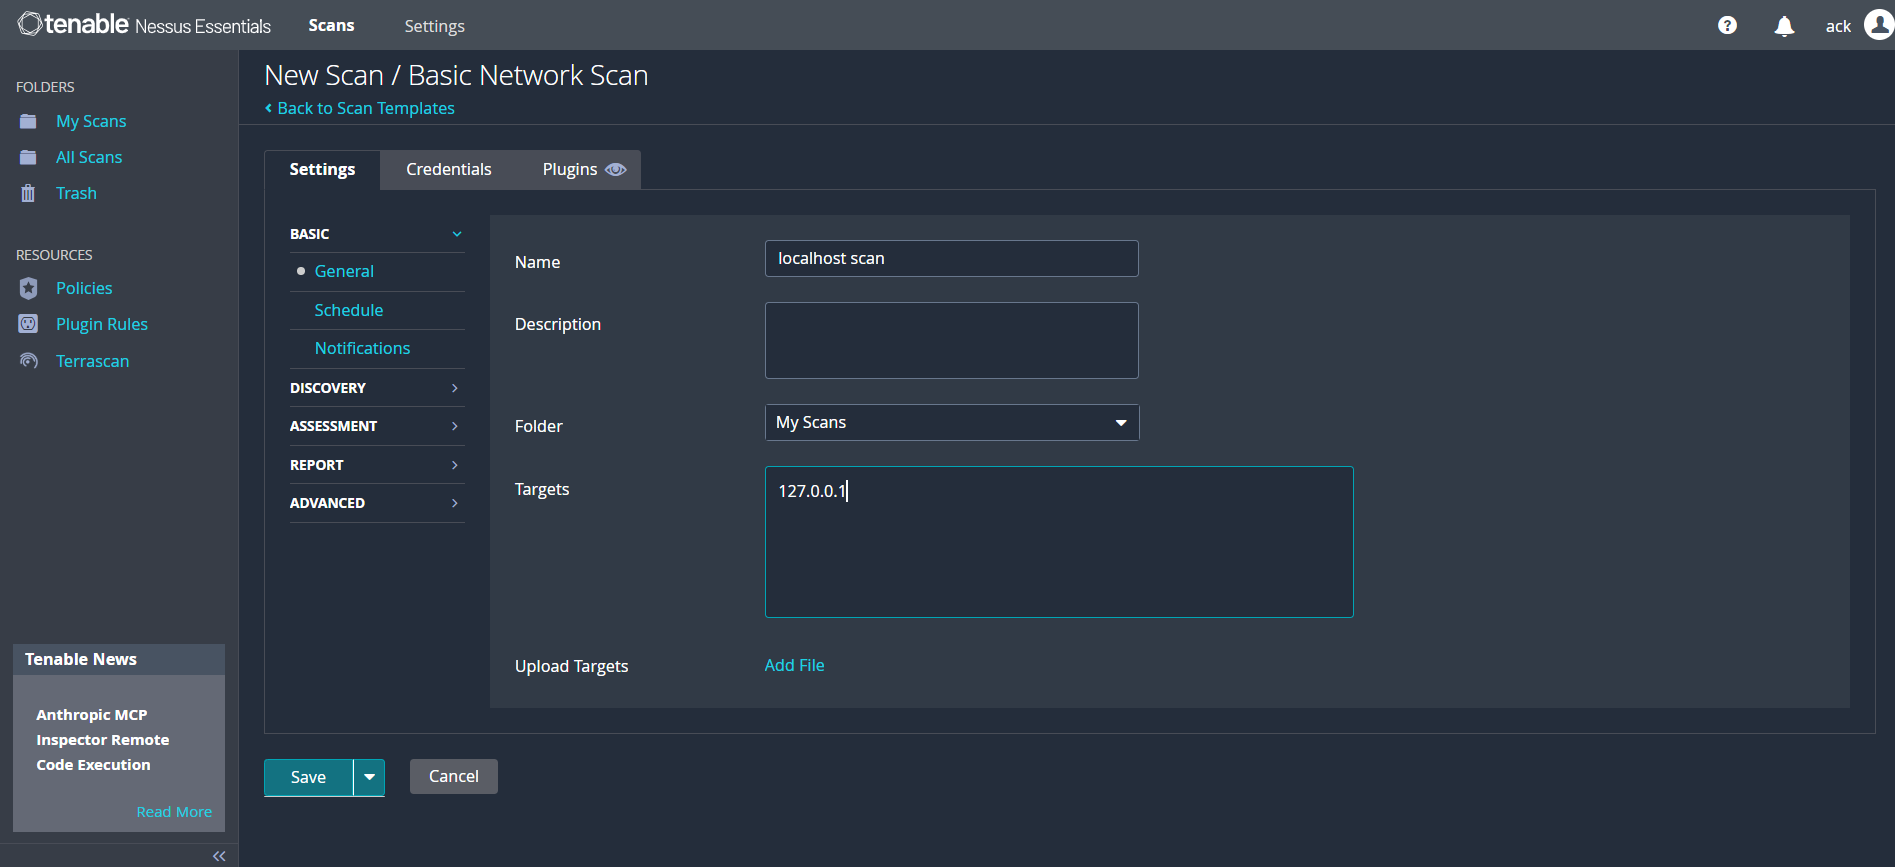 tenable Nessus Essentials
Scans
Settings
?
ack
FOLDERS
My Scans
All Scans
Trash
RESOURCES
Policies
Plugin Rules
Terrascan
Tenable News
Anthropic MCP
Inspector Remote
Code Execution
Read More
New Scan / Basic Network Scan
Back to Scan Templates
Settings
Credentials
Plugins
BASIC
General
Schedule
Notifications
DISCOVERY
ASSESSMENT
REPORT
ADVANCED
Name
localhost scan
Description
Folder
My Scans
Targets
127.0.0.1
Upload Targets
Add File
Save
Cancel